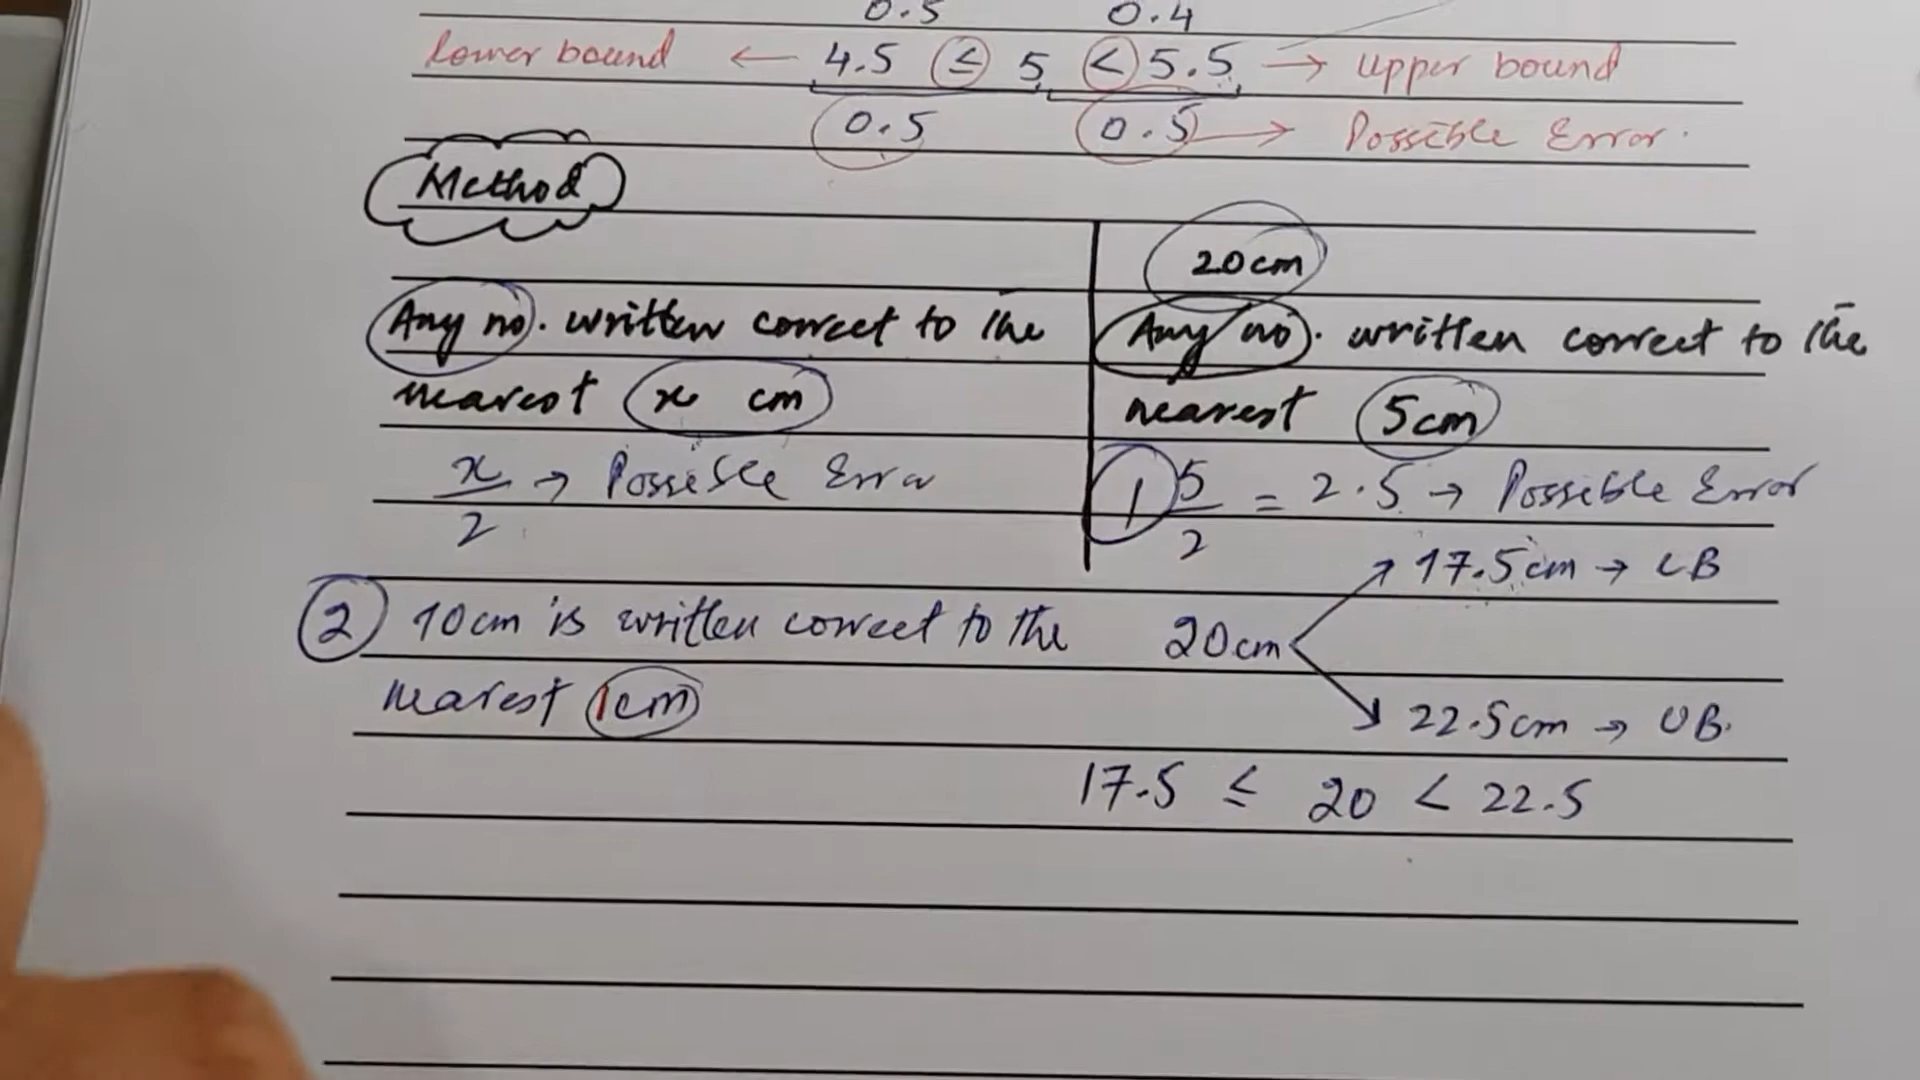 0.5 0.4
Lower bound ← 4.5 ≤ 5 < 5.5 → Upper bound
0.5 0.5 → Possible Error.
Method
20cm
Any no. written correct to the
nearest x cm
x/2 → Possible Error
Any no. written correct to the
nearest 5cm
1 5/2 = 2.5 → Possible Error
17.5cm → LB
20cm
22.5cm → UB.
17.5 ≤ 20 < 22.5
2 10cm is written correct to the
nearest 1cm